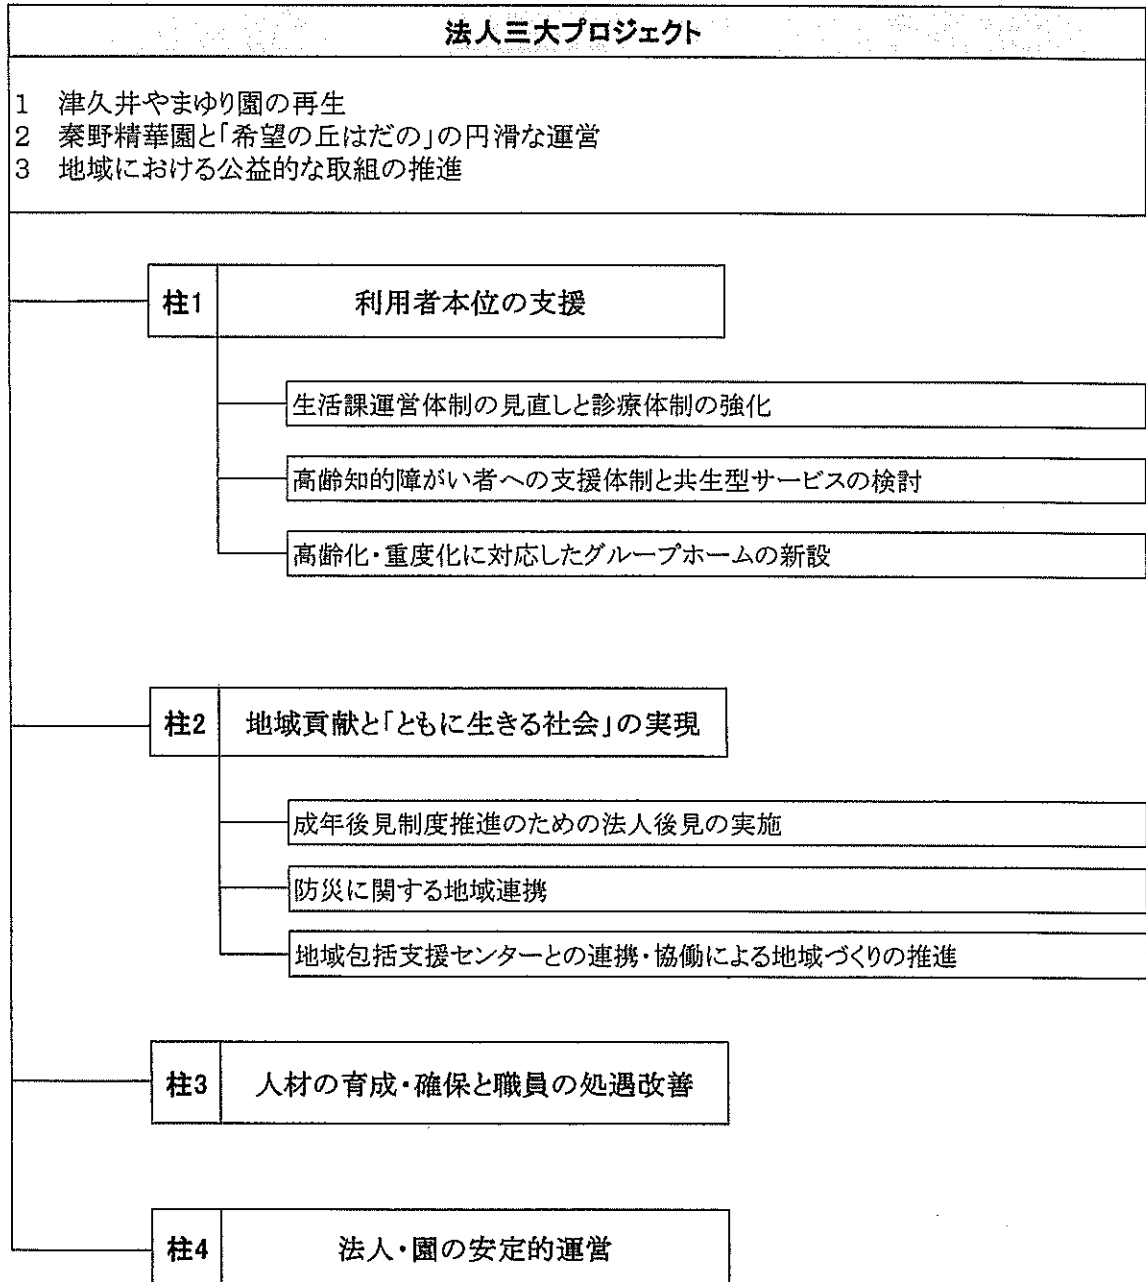 法人三大プロジェクト
1 津久井やまゆり園の再生
2 秦野精華園と「希望の丘はだの」の円滑な運営
3 地域における公益的な取組の推進
柱1 利用者本位の支援
生活課運営体制の見直しと診療体制の強化
高齢知的障がい者への支援体制と共生型サービスの検討
高齢化・重度化に対応したグループホームの新設
柱2 地域貢献と「ともに生きる社会」の実現
成年後見制度推進のための法人後見の実施
防災に関する地域連携
地域包括支援センターとの連携・協働による地域づくりの推進
柱3 人材の育成・確保と職員の処遇改善
柱4 法人・園の安定的運営